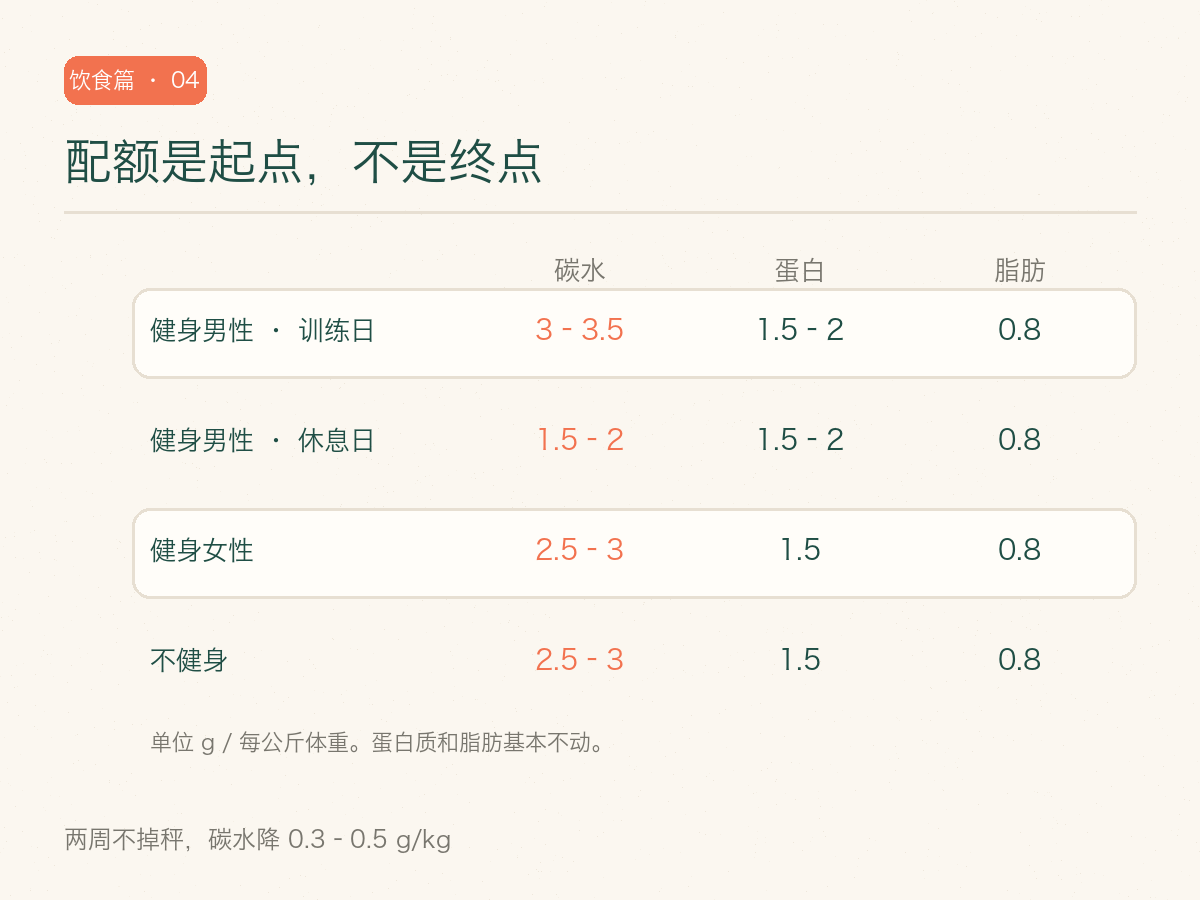 饮食篇 · 04
配额是起点，不是终点
碳水 蛋白 脂肪
健身男性 · 训练日 3 - 3.5 1.5 - 2 0.8
健身男性 · 休息日 1.5 - 2 1.5 - 2 0.8
健身女性 2.5 - 3 1.5 0.8
不健身 2.5 - 3 1.5 0.8
单位 g / 每公斤体重。蛋白质和脂肪基本不动。
两周不掉秤，碳水降 0.3 - 0.5 g/kg